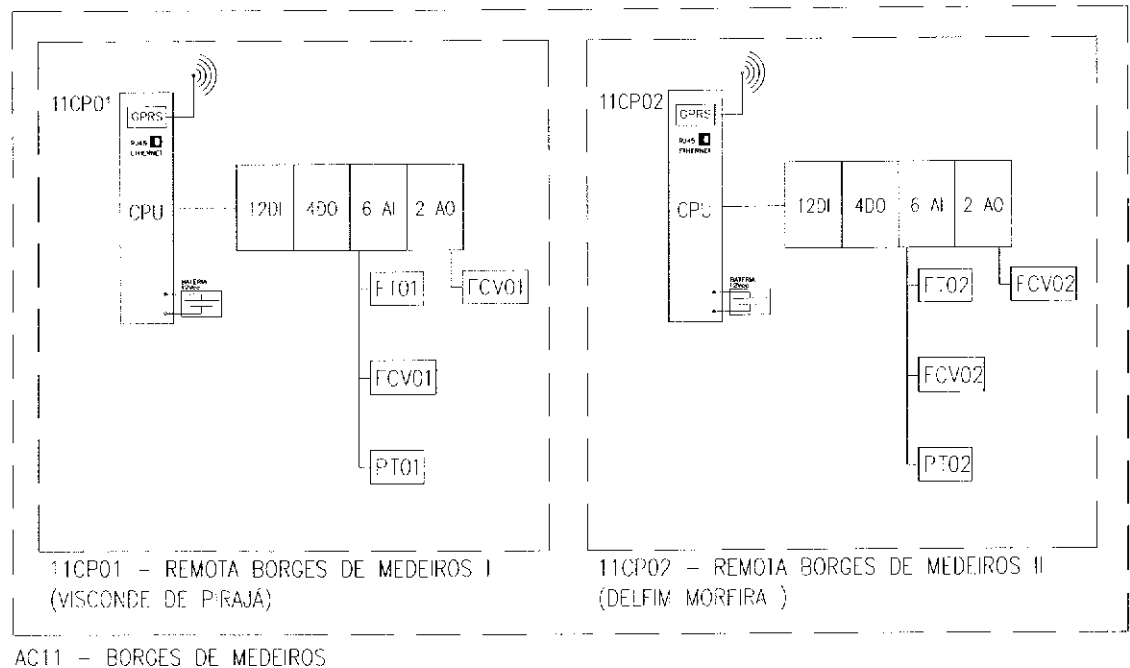 11CP01
GPRS
RJ45
ETHERNET
CPU
12DI 4DO 6 AI 2 AO
BATERIA
12Vcc
FT01
FCV01
FCV01
PT01
11CP01 – REMOTA BORGES DE MEDEIROS I
(VISCONDE DE PIRAJÁ)
11CP02
GPRS
RJ45
ETHERNET
CPU
12DI 4DO 6 AI 2 AO
BATERIA
12Vcc
FT02
FCV02
FCV02
PT02
11CP02 – REMOTA BORGES DE MEDEIROS II
(DELFIM MOREIRA )
AC11 – BORGES DE MEDEIROS